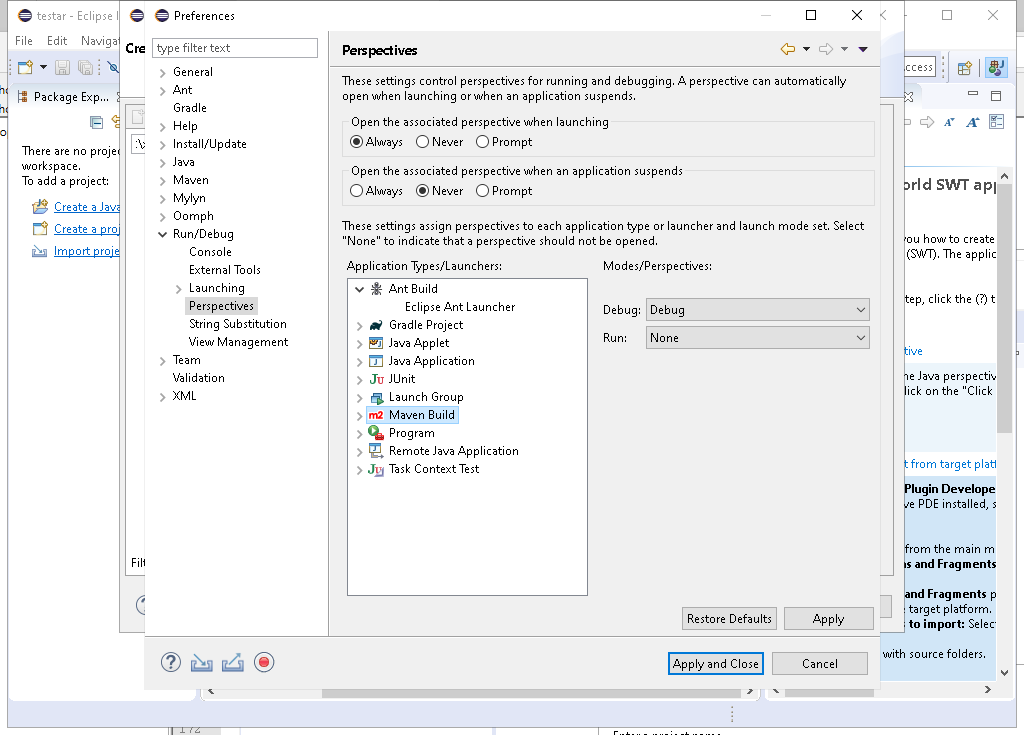 testar - Eclipse I
File Edit Naviga
ccess
Package Exp...
There are no proje
workspace.
To add a project:
Create a Java
Create a proj
Import proje
Cre
Filt
Preferences
type filter text
General
Ant
Gradle
Help
Install/Update
Java
Maven
Mylyn
Oomph
Run/Debug
Console
External Tools
Launching
Perspectives
String Substitution
View Management
Team
Validation
XML
Perspectives
These settings control perspectives for running and debugging. A perspective can automatically
open when launching or when an application suspends.
Open the associated perspective when launching
Always Never Prompt
Open the associated perspective when an application suspends
Always Never Prompt
These settings assign perspectives to each application type or launcher and launch mode set. Select
"None" to indicate that a perspective should not be opened.
Application Types/Launchers:
Ant Build
Eclipse Ant Launcher
Gradle Project
Java Applet
Java Application
JUnit
Launch Group
m2 Maven Build
Program
Remote Java Application
Task Context Test
Modes/Perspectives:
Debug: Debug
Run: None
Restore Defaults Apply
Apply and Close Cancel
orld SWT app
you how to create
(SWT). The applic
tep, click the (?) t
tive
he Java perspectiv
lick on the "Click
t from target platf
Plugin Develope
ve PDE installed, s
from the main m
ns and Fragments
and Fragments p
e target platform.
s to import: Selec
with source folders.
172
Enter a project name